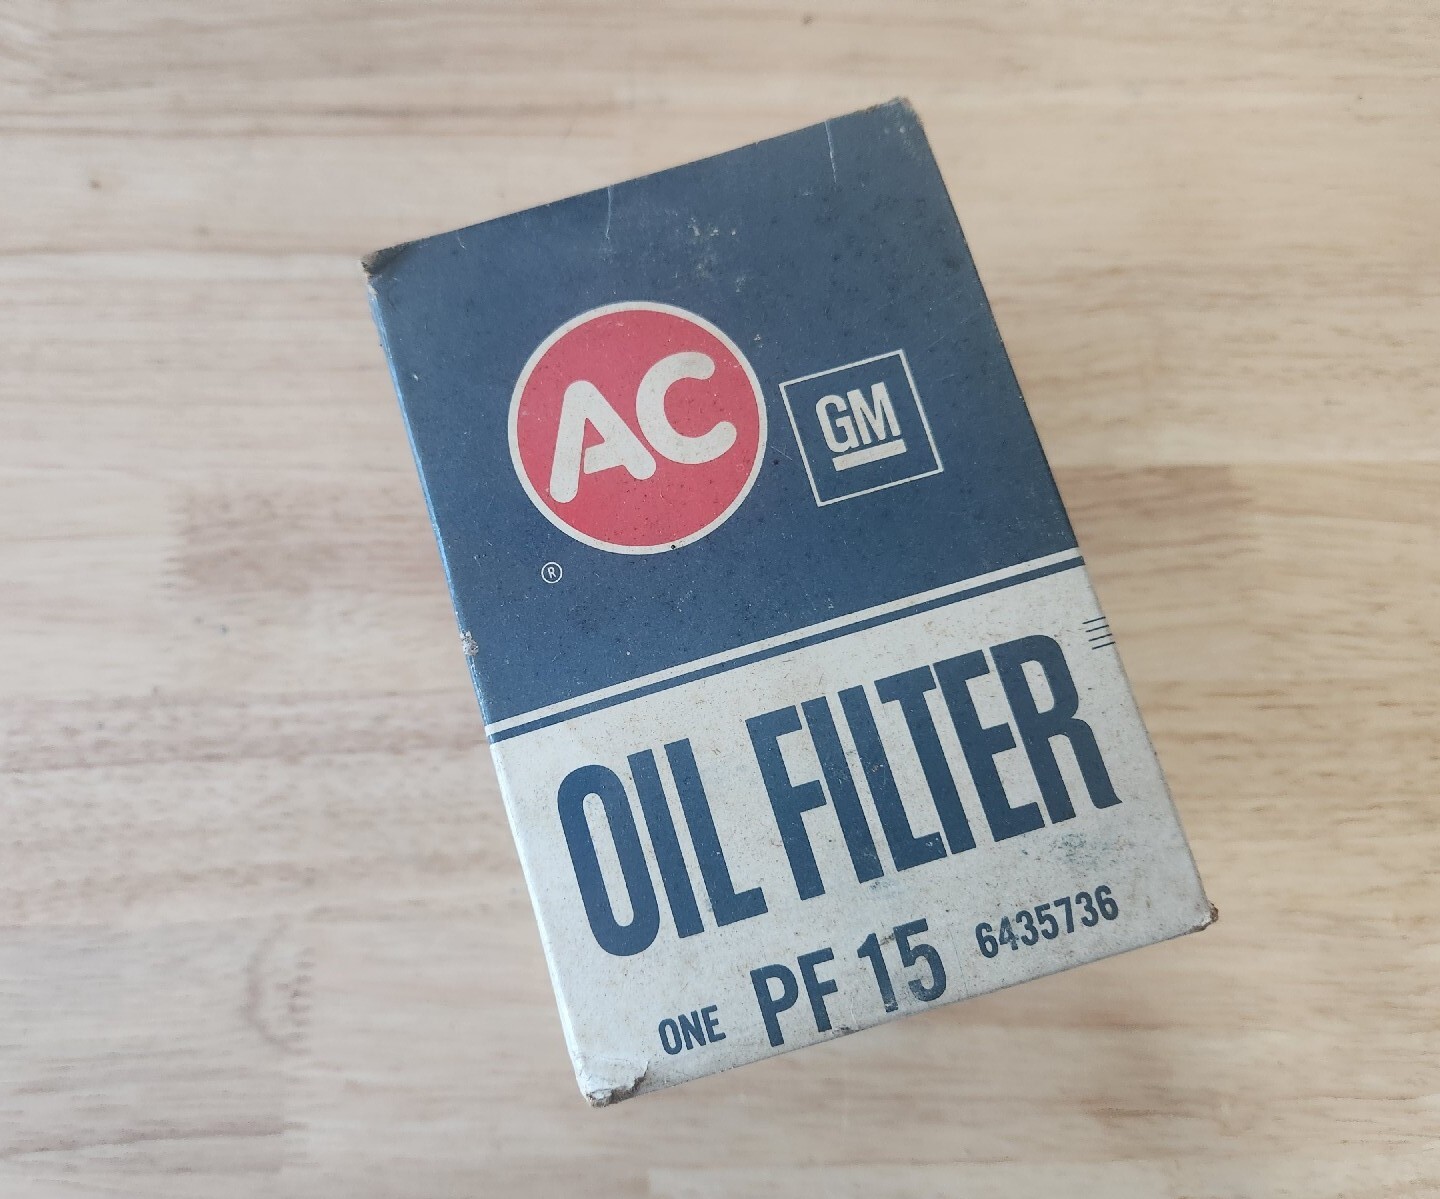 AC
GM
®
OIL FILTER
ONE PF 15 6435736